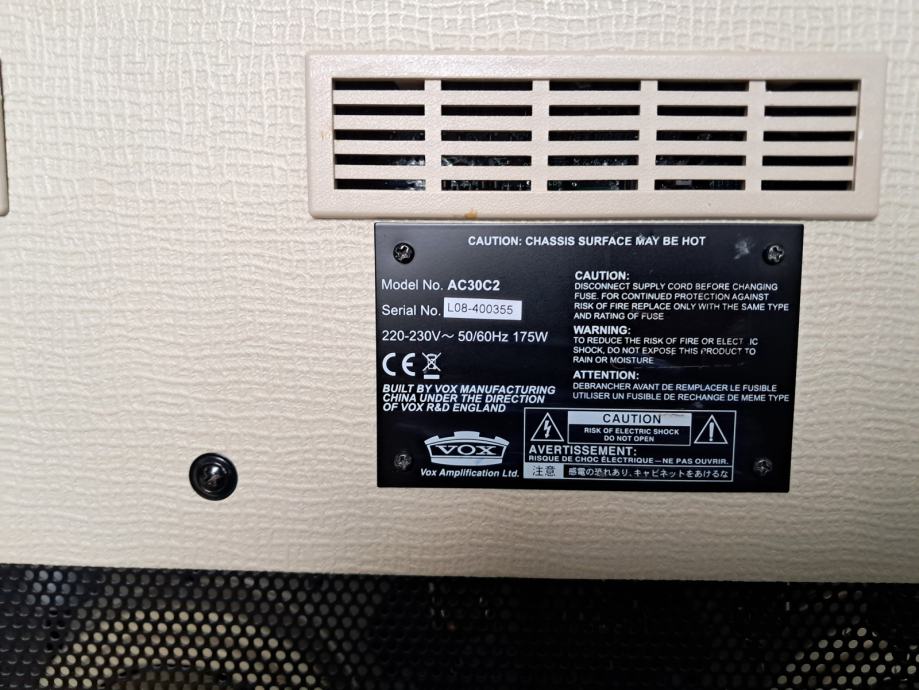 CAUTION: CHASSIS SURFACE MAY BE HOT
Model No. AC30C2
Serial No. L08-400355
220-230V~ 50/60Hz 175W
CE
BUILT BY VOX MANUFACTURING
CHINA UNDER THE DIRECTION
OF VOX R&D ENGLAND
VOX
Vox Amplification Ltd.
CAUTION:
DISCONNECT SUPPLY CORD BEFORE CHANGING
FUSE. FOR CONTINUED PROTECTION AGAINST
RISK OF FIRE REPLACE ONLY WITH THE SAME TYPE
AND RATING OF FUSE
WARNING:
TO REDUCE THE RISK OF FIRE OR ELECT IC
SHOCK, DO NOT EXPOSE THIS PRODUCT TO
RAIN OR MOISTURE
ATTENTION:
DEBRANCHER AVANT DE REMPLACER LE FUSIBLE
UTILISER UN FUSIBLE DE RECHANGE DE MEME TYPE
CAUTION
RISK OF ELECTRIC SHOCK
DO NOT OPEN
AVERTISSEMENT:
RISQUE DE CHOC ÉLECTRIQUE—NE PAS OUVRIR.
注意 感電の恐れあり、キャビネットをあけるな